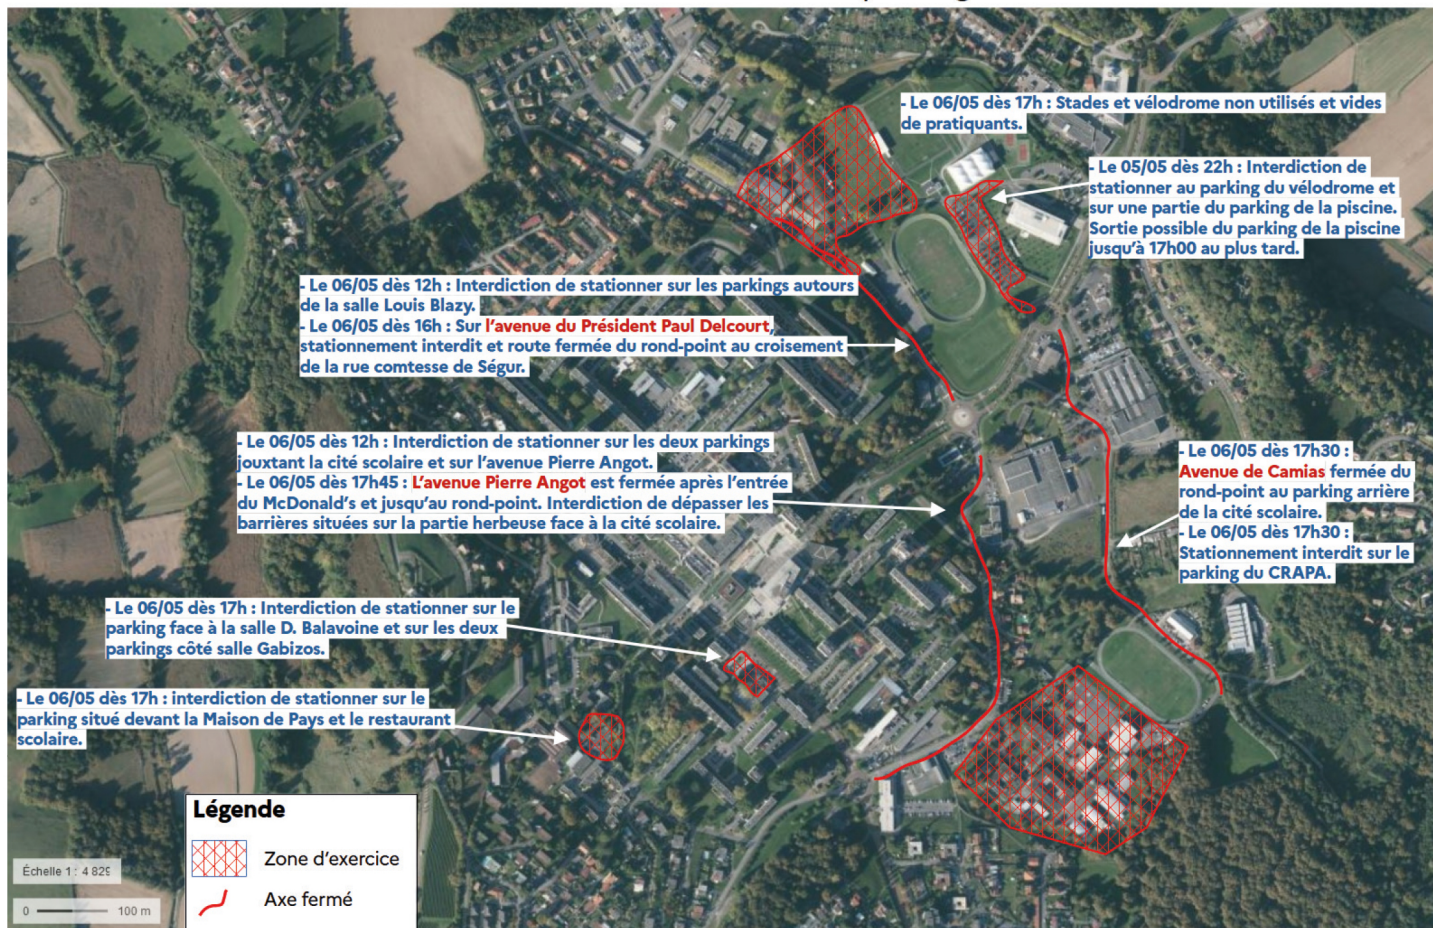 - Le 06/05 dès 17h : Stades et vélodrome non utilisés et vides
de pratiquants.
- Le 05/05 dès 22h : Interdiction de
stationner au parking du vélodrome et
sur une partie du parking de la piscine.
Sortie possible du parking de la piscine
jusqu'à 17h00 au plus tard.
- Le 06/05 dès 12h : Interdiction de stationner sur les parkings autours
de la salle Louis Blazy.
- Le 06/05 dès 16h : Sur l'avenue du Président Paul Delcourt,
stationnement interdit et route fermée du rond-point au croisement
de la rue comtesse de Ségur.
- Le 06/05 dès 12h : Interdiction de stationner sur les deux parkings
jouxtant la cité scolaire et sur l'avenue Pierre Angot.
- Le 06/05 dès 17h45 : L'avenue Pierre Angot est fermée après l'entrée
du McDonald's et jusqu'au rond-point. Interdiction de dépasser les
barrières situées sur la partie herbeuse face à la cité scolaire.
- Le 06/05 dès 17h30 :
Avenue de Camias fermée du
rond-point au parking arrière
de la cité scolaire.
- Le 06/05 dès 17h30 :
Stationnement interdit sur le
parking du CRAPA.
- Le 06/05 dès 17h : Interdiction de stationner sur le
parking face à la salle D. Balavoine et sur les deux
parkings côté salle Gabizos.
- Le 06/05 dès 17h : interdiction de stationner sur le
parking situé devant la Maison de Pays et le restaurant
scolaire.
Légende
Zone d'exercice
Axe fermé
Échelle 1 : 4 829
0 100 m